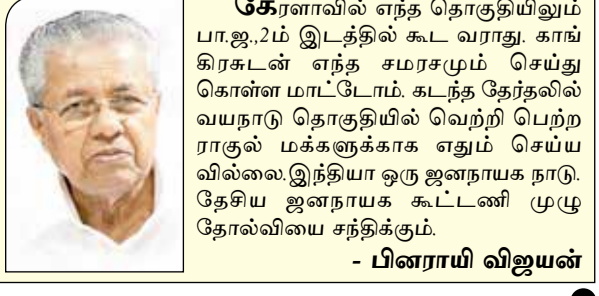 கேரளாவில் எந்த தொகுதியிலும்
பா.ஜ.,2ம் இடத்தில் கூட வராது. காங்
கிரசுடன் எந்த சமரசமும் செய்து
கொள்ள மாட்டோம். கடந்த தேர்தலில்
வயநாடு தொகுதியில் வெற்றி பெற்ற
ராகுல் மக்களுக்காக எதும் செய்ய
வில்லை.இந்தியா ஒரு ஜனநாயக நாடு.
தேசிய ஜனநாயக கூட்டணி முழு
தோல்வியை சந்திக்கும்.
- பினராயி விஜயன்